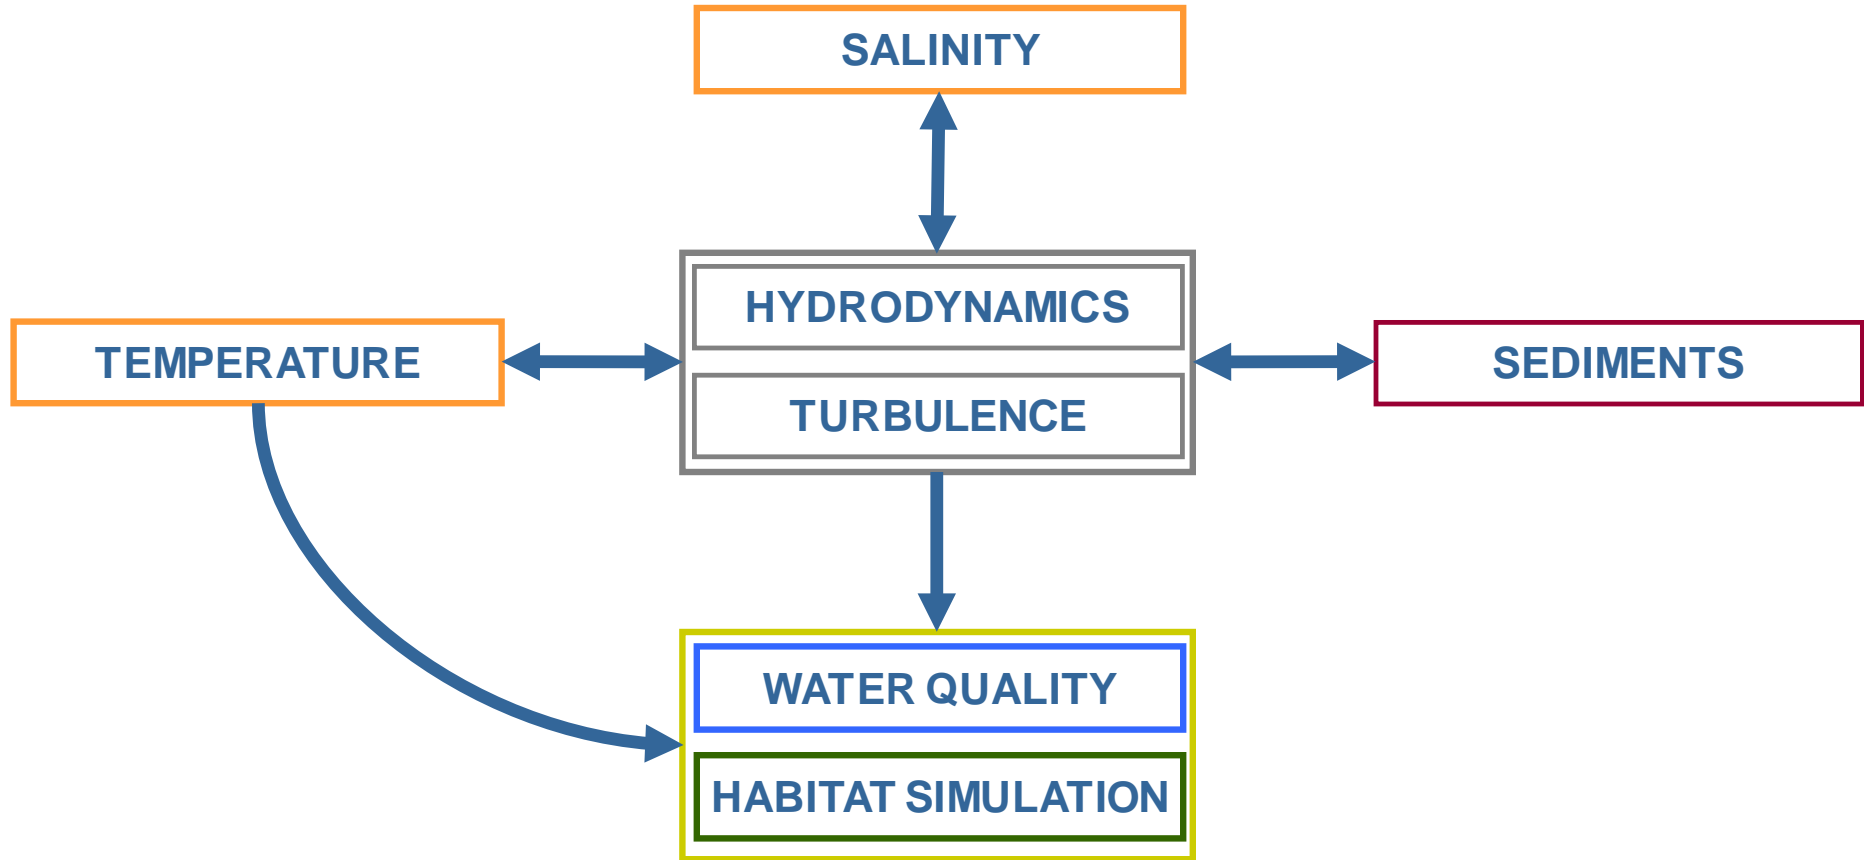 SALINITY
HYDRODYNAMICS
TEMPERATURE
SEDIMENTS
TURBULENCE
WATER QUALITY
HABITAT SIMULATION